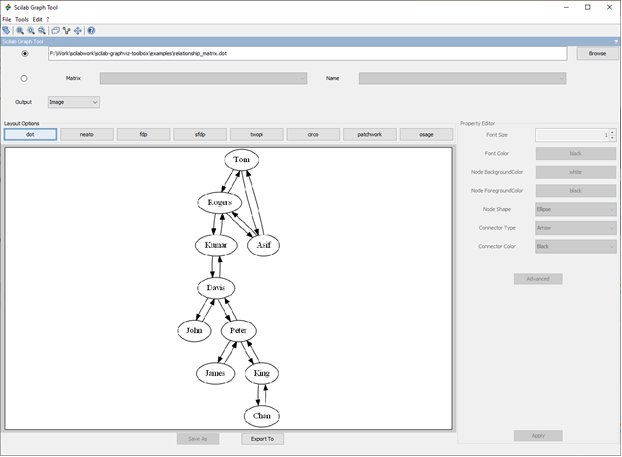 Scilab Graph Tool
File Tools Edit ?
Scilab Graph Tool
F:\Work\scilabwork\scilab-graphviz-toolbox\examples\relationship_matrix.dot
Browse
Matrix
Name
Output
Image
Layout Options
dot
neato
fdp
sfdp
twopi
circo
patchwork
osage
Property Editor
Font Size
1
Font Color
black
Node BackgroundColor
white
Node ForegroundColor
black
Node Shape
Ellipse
Connector Type
Arrow
Connector Color
Black
Advanced
Apply
Tom
Rogers
Kumar
Asif
Davis
John
Peter
James
King
Chan
Save As
Export To